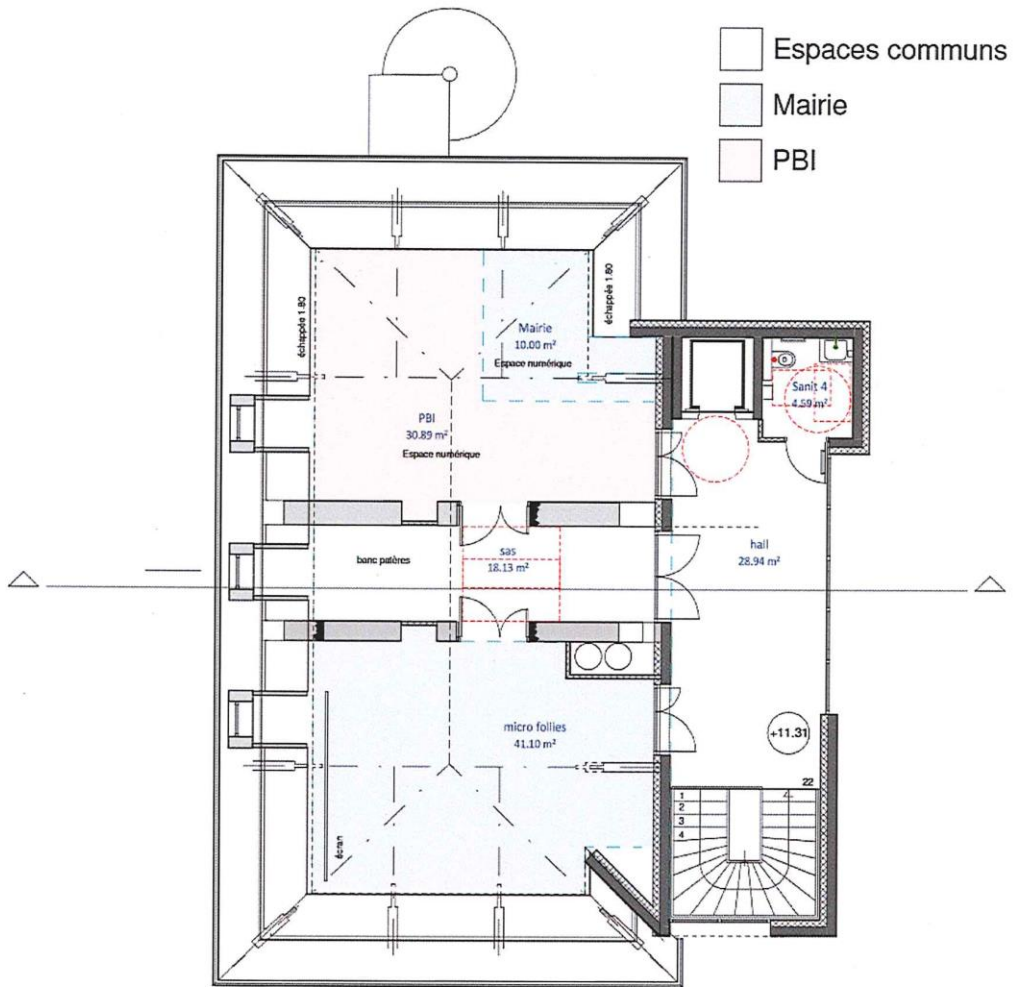 Espaces communs
Mairie
PBI
échappée 1.80
échappée 1.80
Mairie
10.00 m²
Espace numérique
Sanit 4
4.59 m²
PBI
30.89 m²
Espace numérique
banc patères
sas
18.13 m²
hall
28.94 m²
micro follies
41.10 m²
écran
+11.31
22
1
2
3
4